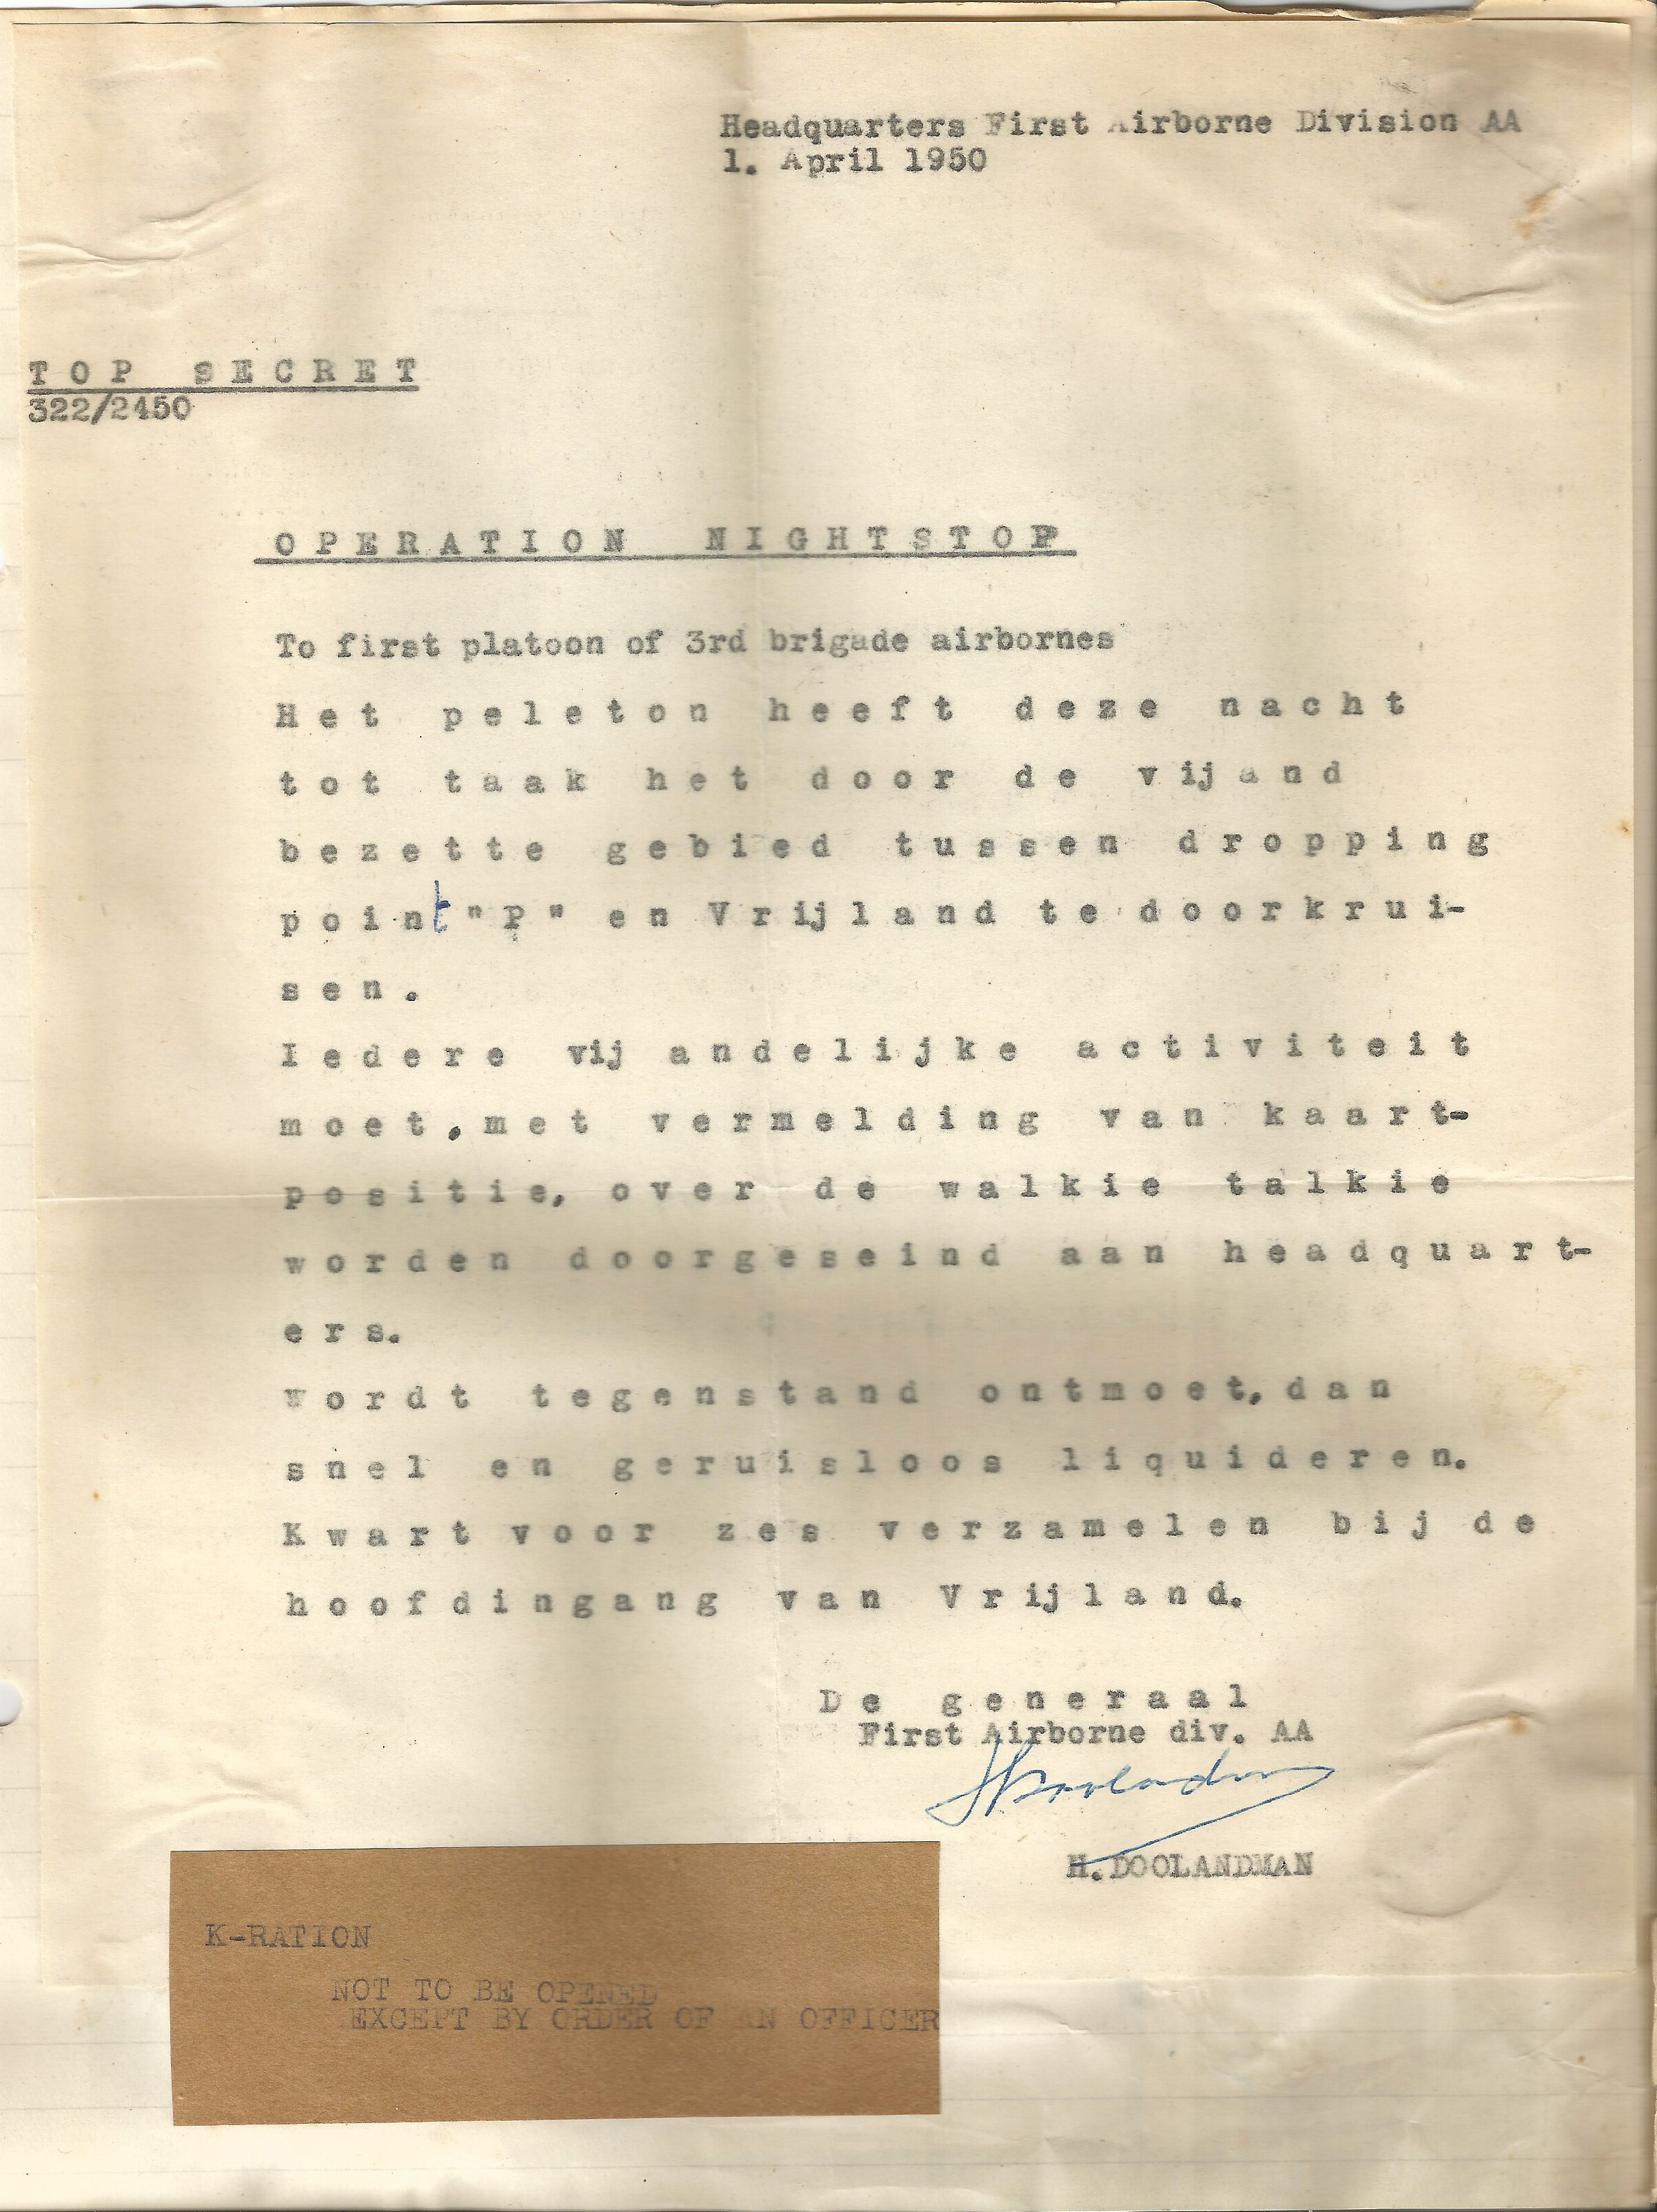 Headquarters First Airborne Division AA
1. April 1950
TOP SECRET
322/2450
OPERATION NIGHTSTOP
To first platoon of 3rd brigade airbornes
Het peleton heeft deze nacht
tot taak het door de vijand
bezette gebied tussen dropping
point "P" en Vrijland te doorkrui-
sen.
Iedere vijandelijke activiteit
moet, met vermelding van kaart-
positie, over de walkie talkie
worden doorgeseind aan headquart-
ers.
wordt tegenstand ontmoet, dan
snel en geruisloos liquideren.
Kwart voor zes verzamelen bij de
hoofdingang van Vrijland.
De generaal
First Airborne div. AA
HDoolandman
H.DOOLANDMAN
K-RATION
NOT TO BE OPENED
EXCEPT BY ORDER OF AN OFFICER